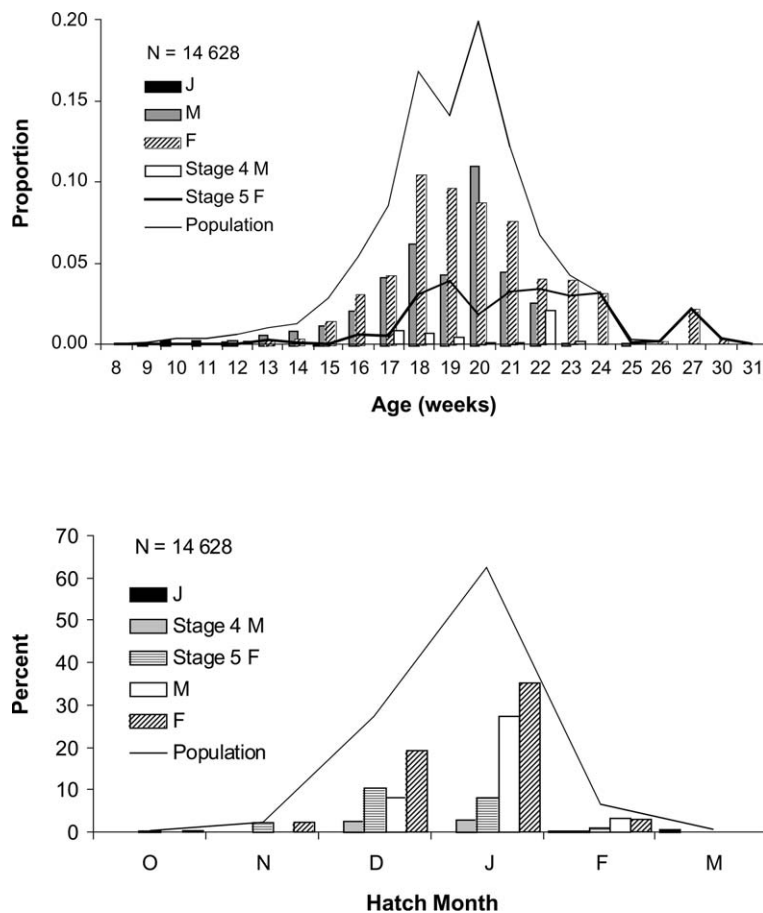 0.20
0.15
0.10
0.05
0.00
Proportion
N = 14 628
J
M
F
Stage 4 M
Stage 5 F
Population
8 9 10 11 12 13 14 15 16 17 18 19 20 21 22 23 24 25 26 27 30 31
Age (weeks)
70
60
50
40
30
20
10
0
Percent
N = 14 628
J
Stage 4 M
Stage 5 F
M
F
Population
O N D J F M
Hatch Month